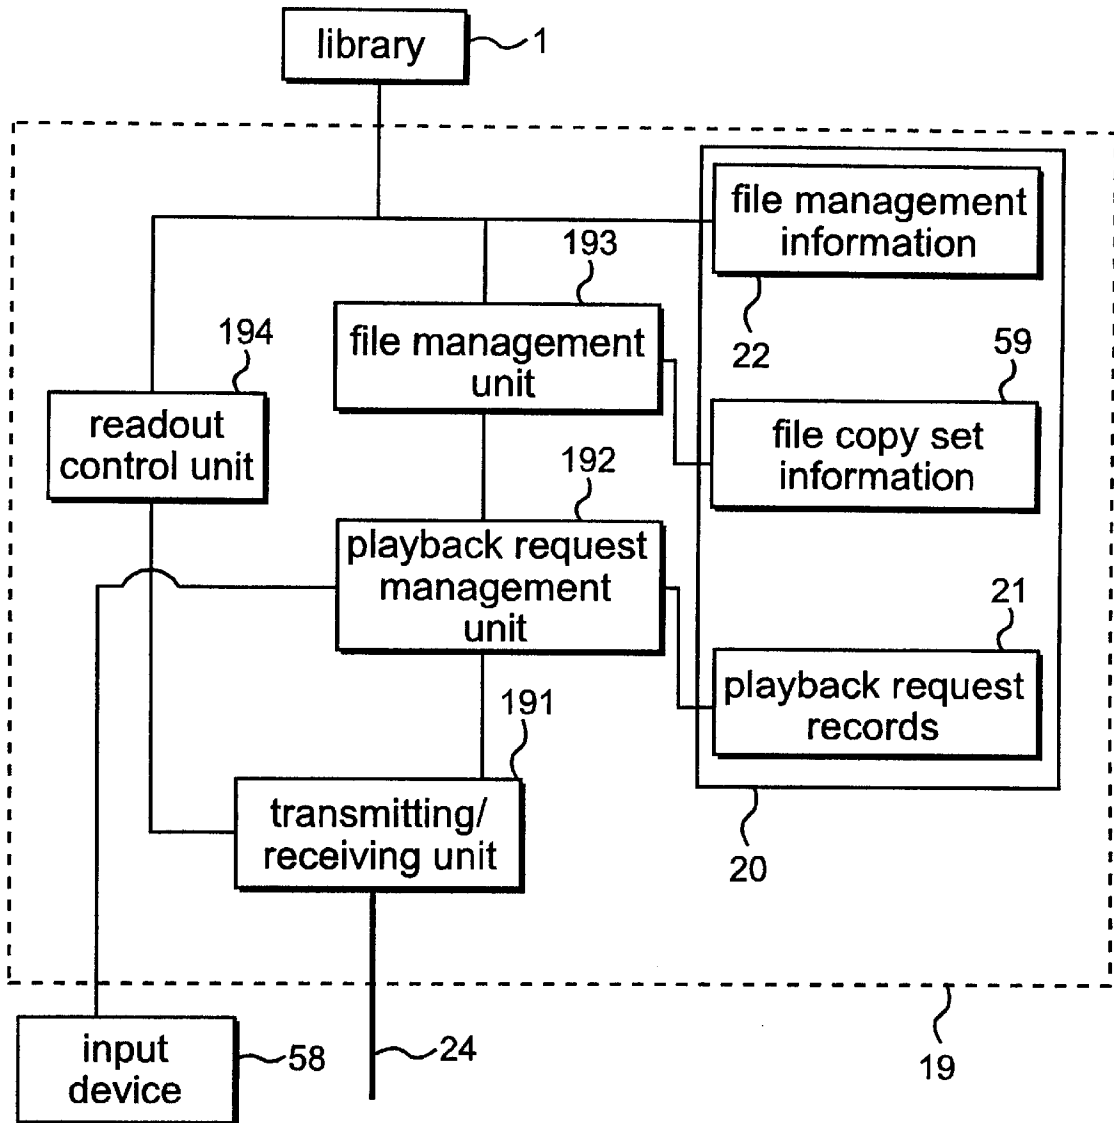 library
1
file management
information
22
193
file management
unit
194
readout
control unit
59
file copy set
information
192
playback request
management
unit
21
playback request
records
191
transmitting/
receiving unit
20
19
input
device
58
24